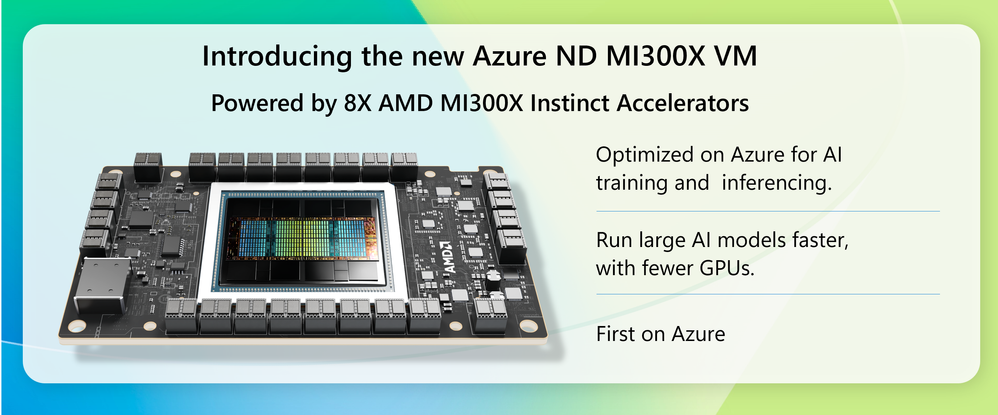 Introducing the new Azure ND MI300X VM
Powered by 8X AMD MI300X Instinct Accelerators
Optimized on Azure for AI
training and  inferencing.
Run large AI models faster,
with fewer GPUs.
First on Azure
AMD